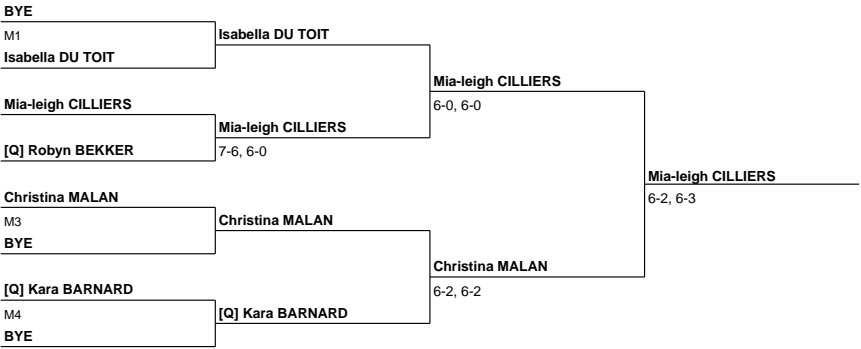 BYE
M1
Isabella DU TOIT
Isabella DU TOIT
Mia-leigh CILLIERS
6-0, 6-0
Mia-leigh CILLIERS
Mia-leigh CILLIERS
[Q] Robyn BEKKER
7-6, 6-0
Mia-leigh CILLIERS
6-2, 6-3
Christina MALAN
M3
Christina MALAN
BYE
Christina MALAN
6-2, 6-2
[Q] Kara BARNARD
M4
[Q] Kara BARNARD
BYE